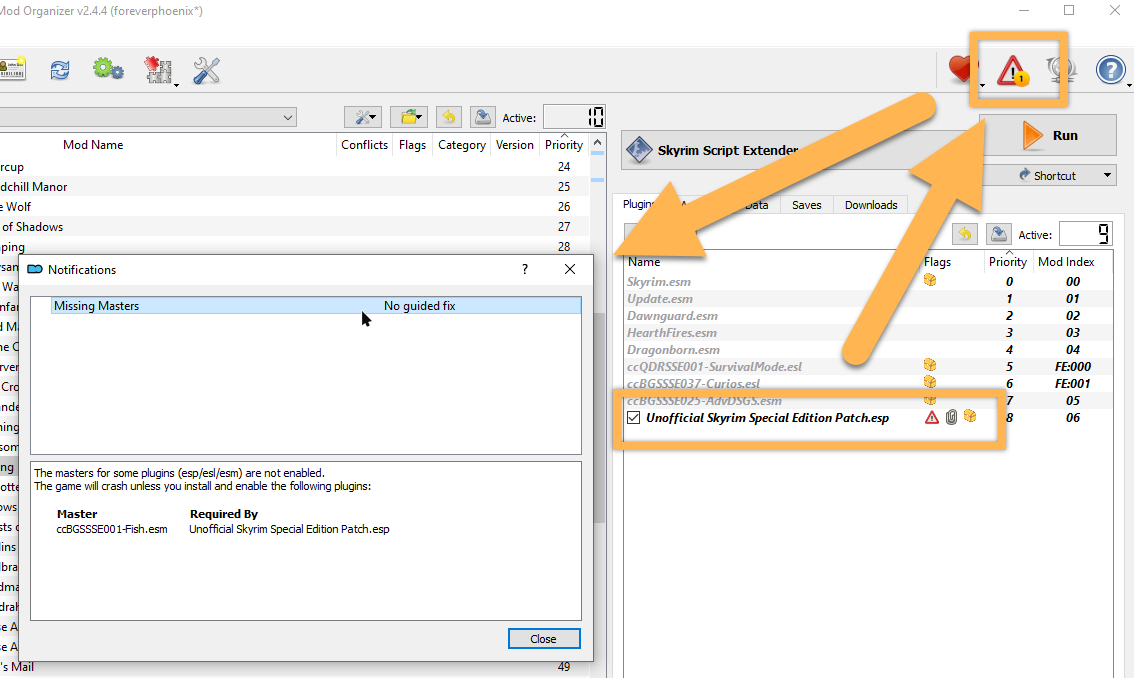 Mod Organizer v2.4.4 (foreverphoenix*)
1
Active: 10
Run
Skyrim Script Extender
Shortcut
Mod Name Conflicts Flags Category Version Priority
24
dchill Manor 25
e Wolf 26
of Shadows 27
28
49
Plugins Data Saves Downloads
Active: 9
Name Flags Priority Mod Index
Skyrim.esm 0 00
Update.esm 1 01
Dawnguard.esm 2 02
HearthFires.esm 3 03
Dragonborn.esm 4 04
ccQDRSSE001-SurvivalMode.esl 5 FE:000
ccBGSSSE037-Curios.esl 6 FE:001
ccBGSSSE025-AdvDSGS.esm 7 05
Unofficial Skyrim Special Edition Patch.esp 8 06
Notifications
Missing Masters No guided fix
The masters for some plugins (esp/esl/esm) are not enabled.
The game will crash unless you install and enable the following plugins:
Master Required By
ccBGSSSE001-Fish.esm Unofficial Skyrim Special Edition Patch.esp
Close
's Mail